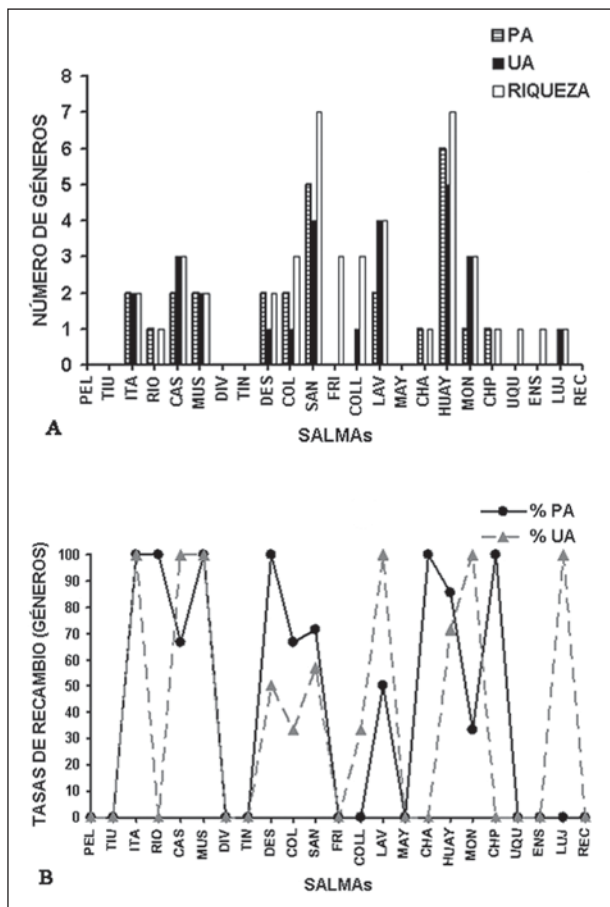 PA
UA
RIQUEZA
NÚMERO DE GÉNEROS
8
7
6
5
4
3
2
1
0
PEL TIU ITA RIO CAS MUS DIV TIN DES COL SAN FRI COLL LAV MAY CHA HUAY MON CHP UQU ENS LUJ REC
A
SALMAs
% PA
% UA
TASAS DE RECAMBIO (GÉNEROS)
100
90
80
70
60
50
40
30
20
10
0
PEL TIU ITA RIO CAS MUS DIV TIN DES COL SAN FRI COLL LAV MAY CHA HUAY MON CHP UQU ENS LUJ REC
B
SALMAs